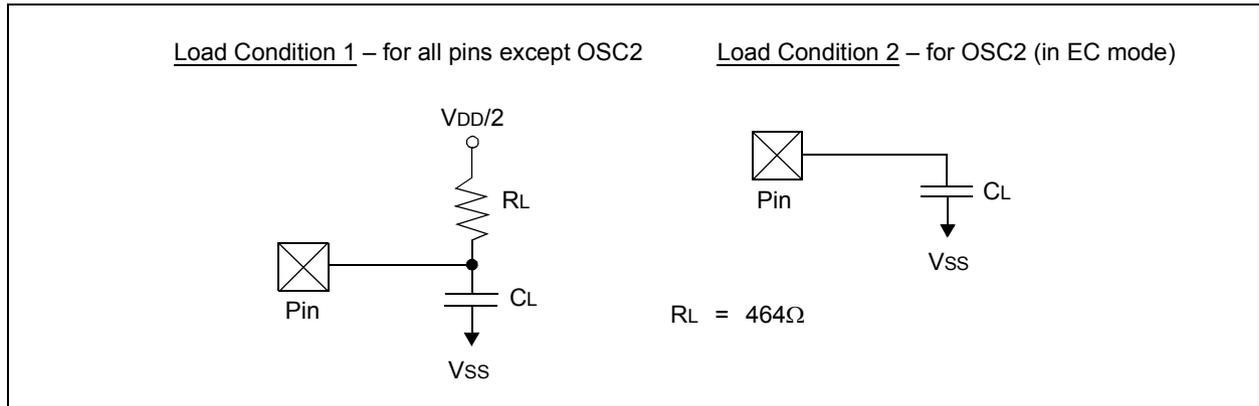 Load Condition 1 – for all pins except OSC2
VDD/2
RL
Pin
CL
VSS
Load Condition 2 – for OSC2 (in EC mode)
Pin
CL
VSS
RL = 464Ω